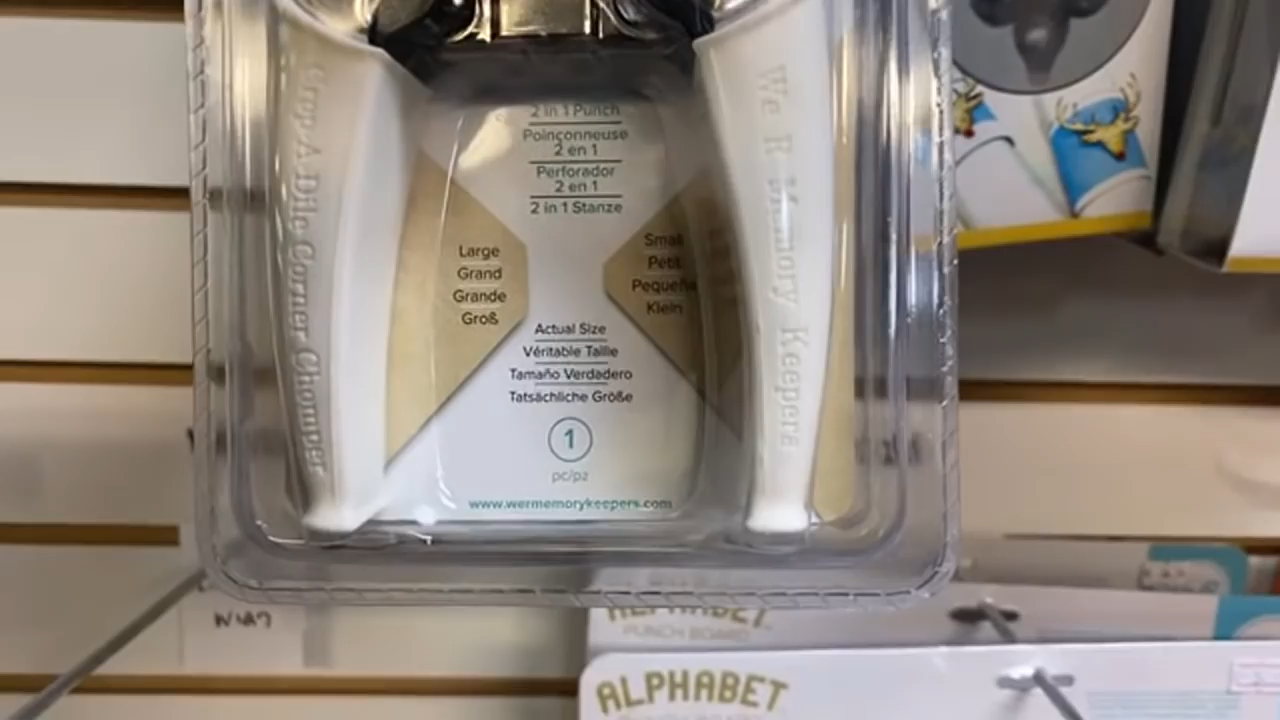 2 in 1 Punch
Poinçonneuse
2 en 1
Perforador
2 en 1
2 in 1 Stanze
Large
Grand
Grande
Groß
Small
Petit
Pequeña
Klein
Actual Size
Véritable Taille
Tamaño Verdadero
Tatsächliche Größe
1
pc/pz
www.wermemorykeepers.com
Crop-A-Dile Corner Chomper
We R Memory Keepers
ALPHABET
PUNCH BOARD
ALPHABET